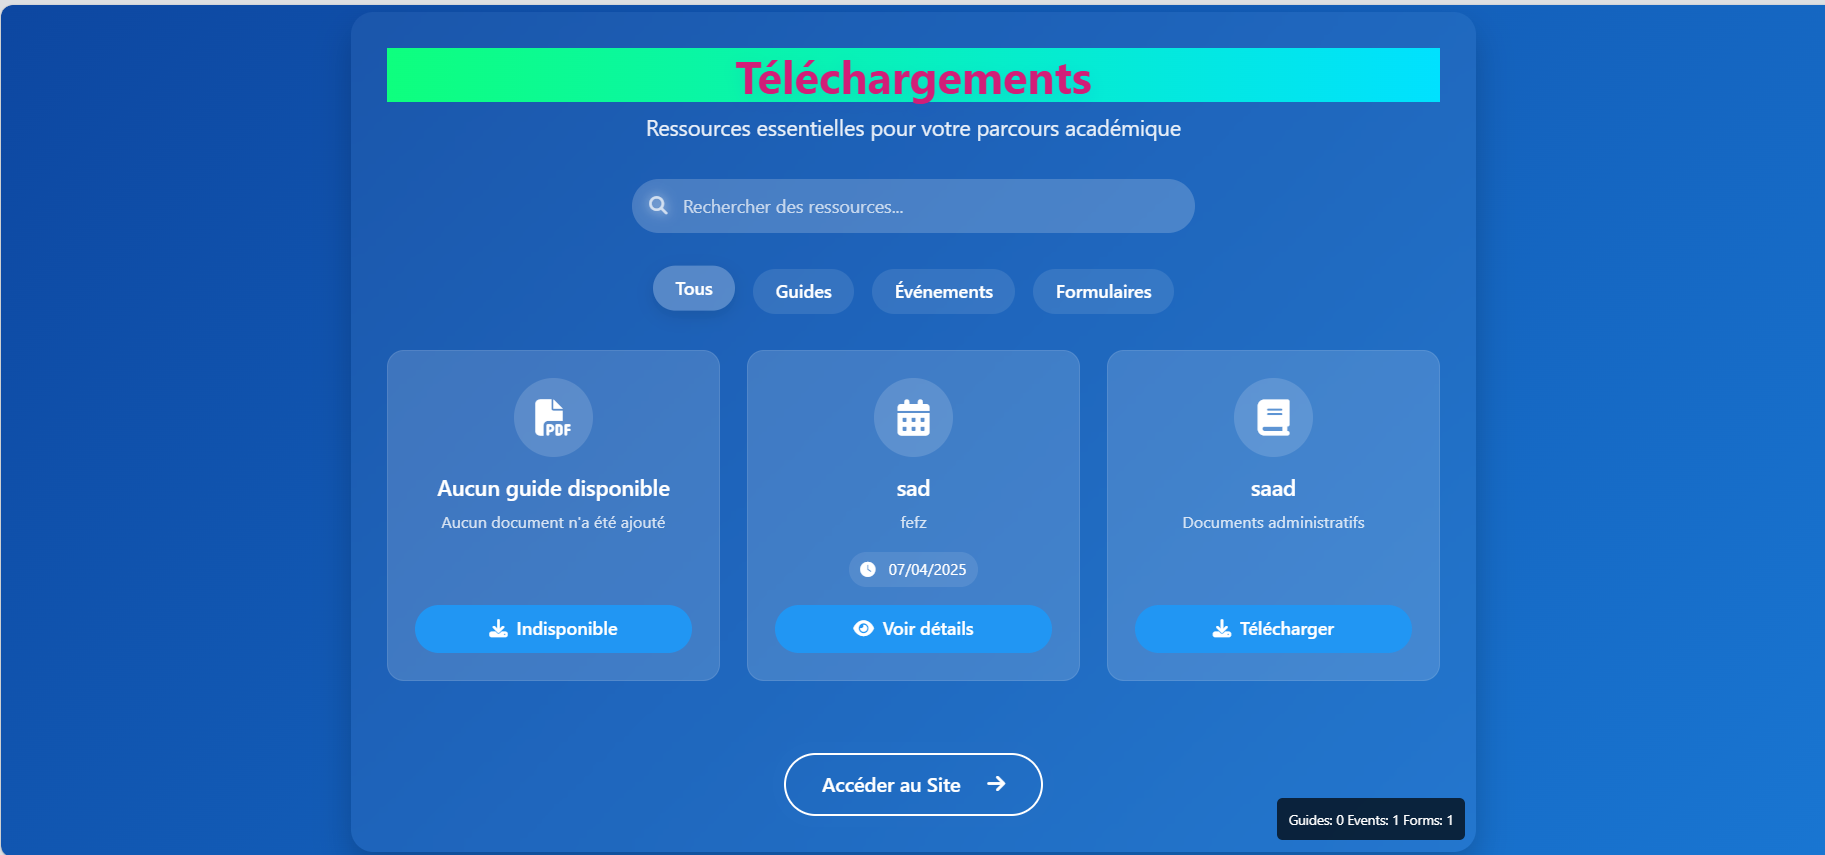 Téléchargements
Ressources essentielles pour votre parcours académique
Rechercher des ressources...
Tous
Guides
Événements
Formulaires
PDF
Aucun guide disponible
Aucun document n'a été ajouté
Indisponible
sad
fefz
07/04/2025
Voir détails
saad
Documents administratifs
Télécharger
Accéder au Site
Guides: 0 Events: 1 Forms: 1